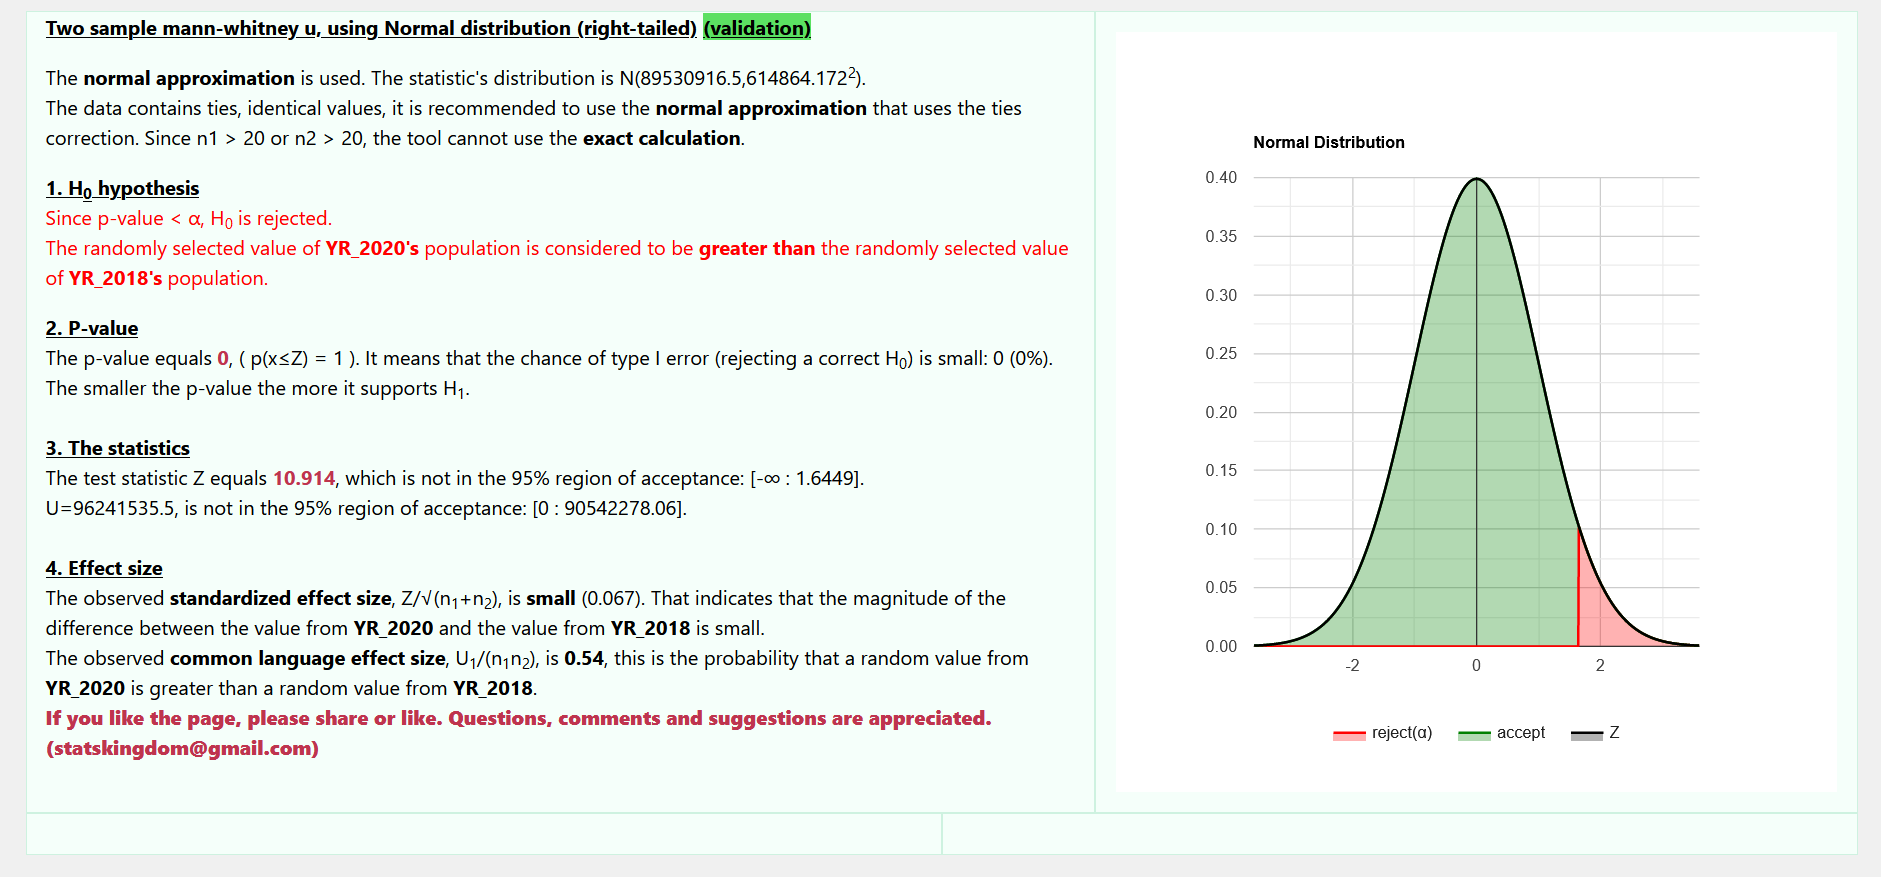 Two sample mann-whitney u, using Normal distribution (right-tailed) (validation)
The normal approximation is used. The statistic's distribution is N(89530916.5,614864.172²).
The data contains ties, identical values, it is recommended to use the normal approximation that uses the ties
correction. Since n1 > 20 or n2 > 20, the tool cannot use the exact calculation.
1. H₀ hypothesis
Since p-value < α, H₀ is rejected.
The randomly selected value of YR_2020's population is considered to be greater than the randomly selected value
of YR_2018's population.
2. P-value
The p-value equals 0, ( p(x≤Z) = 1 ). It means that the chance of type I error (rejecting a correct H₀) is small: 0 (0%).
The smaller the p-value the more it supports H₁.
3. The statistics
The test statistic Z equals 10.914, which is not in the 95% region of acceptance: [-∞ : 1.6449].
U=96241535.5, is not in the 95% region of acceptance: [0 : 90542278.06].
4. Effect size
The observed standardized effect size, Z/√(n₁+n₂), is small (0.067). That indicates that the magnitude of the
difference between the value from YR_2020 and the value from YR_2018 is small.
The observed common language effect size, U₁/(n₁n₂), is 0.54, this is the probability that a random value from
YR_2020 is greater than a random value from YR_2018.
If you like the page, please share or like. Questions, comments and suggestions are appreciated.
(statskingdom@gmail.com)
Normal Distribution
0.40
0.35
0.30
0.25
0.20
0.15
0.10
0.05
0.00
-2 0 2
reject(α) accept Z